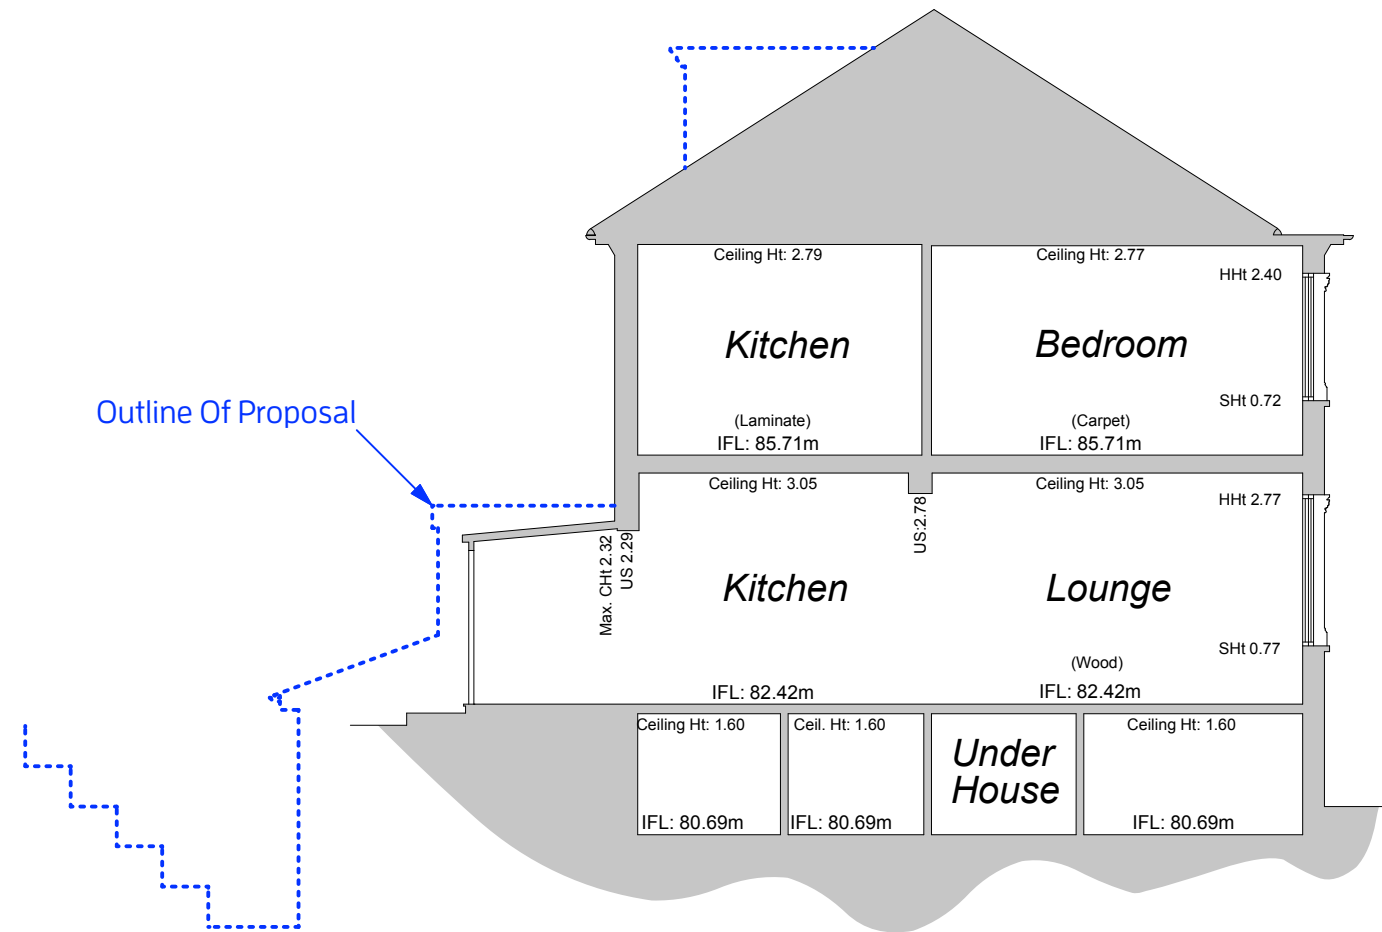 Ceiling Ht: 2.79
Ceiling Ht: 2.77
HHt 2.40
Kitchen
Bedroom
SHt 0.72
Outline Of Proposal
(Laminate)
(Carpet)
IFL: 85.71m
IFL: 85.71m
Ceiling Ht: 3.05
Ceiling Ht: 3.05
HHt 2.77
US:2.78
Max. CHt 2.32
US 2.29
Kitchen
Lounge
SHt 0.77
(Wood)
IFL: 82.42m
IFL: 82.42m
Ceiling Ht: 1.60
Ceil. Ht: 1.60
Under
House
Ceiling Ht: 1.60
IFL: 80.69m
IFL: 80.69m
IFL: 80.69m